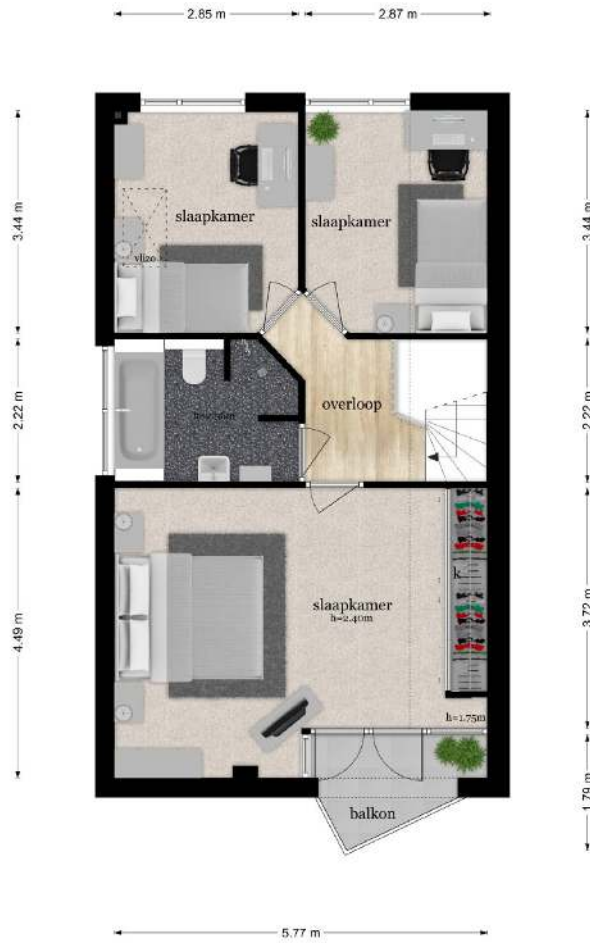 2.85 m
2.87 m
3.44 m
3.44 m
slaapkamer
slaapkamer
vlizo
2.22 m
2.22 m
overloop
4.49 m
3.72 m
slaapkamer
h=2.40m
k
h=1.75m
1.79 m
balkon
5.77 m